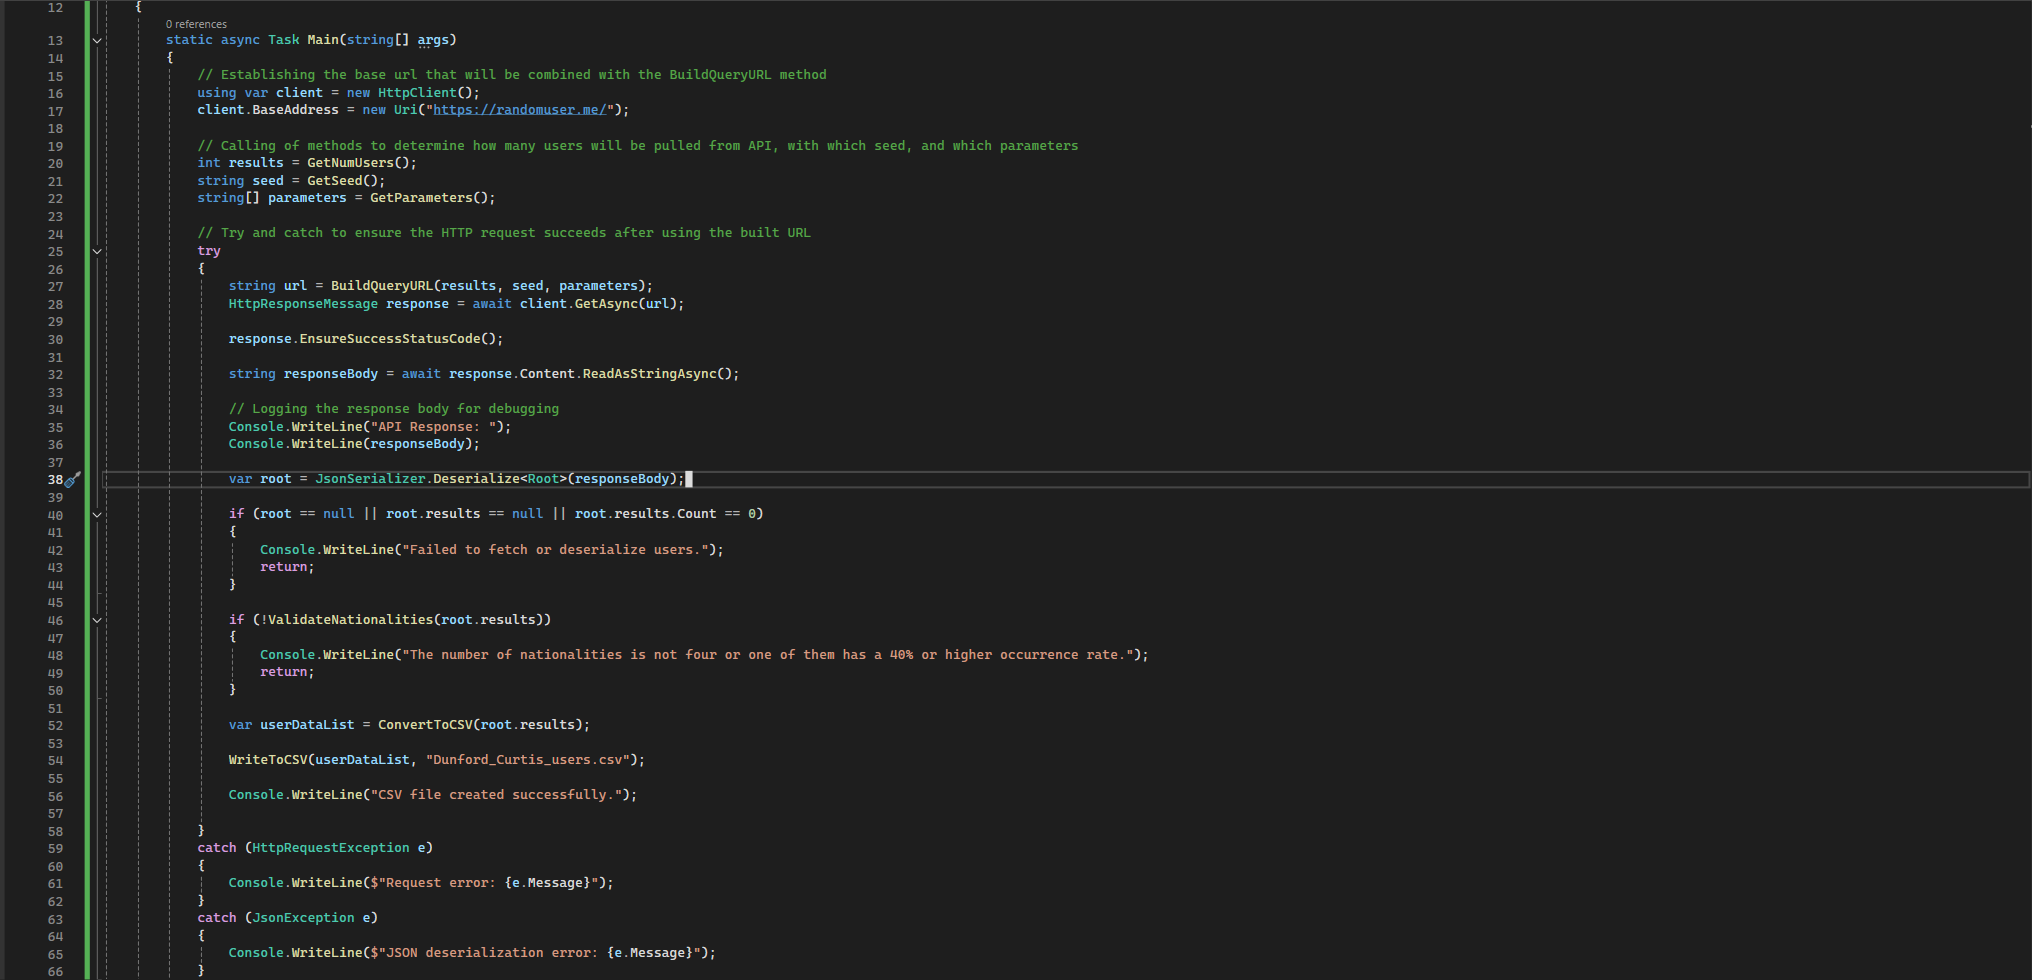 12 {
0 references
13 static async Task Main(string[] args)
14 {
15 // Establishing the base url that will be combined with the BuildQueryURL method
16 using var client = new HttpClient();
17 client.BaseAddress = new Uri("https://randomuser.me/");
18
19 // Calling of methods to determine how many users will be pulled from API, with which seed, and which parameters
20 int results = GetNumUsers();
21 string seed = GetSeed();
22 string[] parameters = GetParameters();
23
24 // Try and catch to ensure the HTTP request succeeds after using the built URL
25 try
26 {
27 string url = BuildQueryURL(results, seed, parameters);
28 HttpResponseMessage response = await client.GetAsync(url);
29
30 response.EnsureSuccessStatusCode();
31
32 string responseBody = await response.Content.ReadAsStringAsync();
33
34 // Logging the response body for debugging
35 Console.WriteLine("API Response: ");
36 Console.WriteLine(responseBody);
37
38 var root = JsonSerializer.Deserialize<Root>(responseBody);
39
40 if (root == null || root.results == null || root.results.Count == 0)
41 {
42 Console.WriteLine("Failed to fetch or deserialize users.");
43 return;
44 }
45
46 if (!ValidateNationalities(root.results))
47 {
48 Console.WriteLine("The number of nationalities is not four or one of them has a 40% or higher occurrence rate.");
49 return;
50 }
51
52 var userDataList = ConvertToCSV(root.results);
53
54 WriteToCSV(userDataList, "Dunford_Curtis_users.csv");
55
56 Console.WriteLine("CSV file created successfully.");
57
58 }
59 catch (HttpRequestException e)
60 {
61 Console.WriteLine($"Request error: {e.Message}");
62 }
63 catch (JsonException e)
64 {
65 Console.WriteLine($"JSON deserialization error: {e.Message}");
66 }